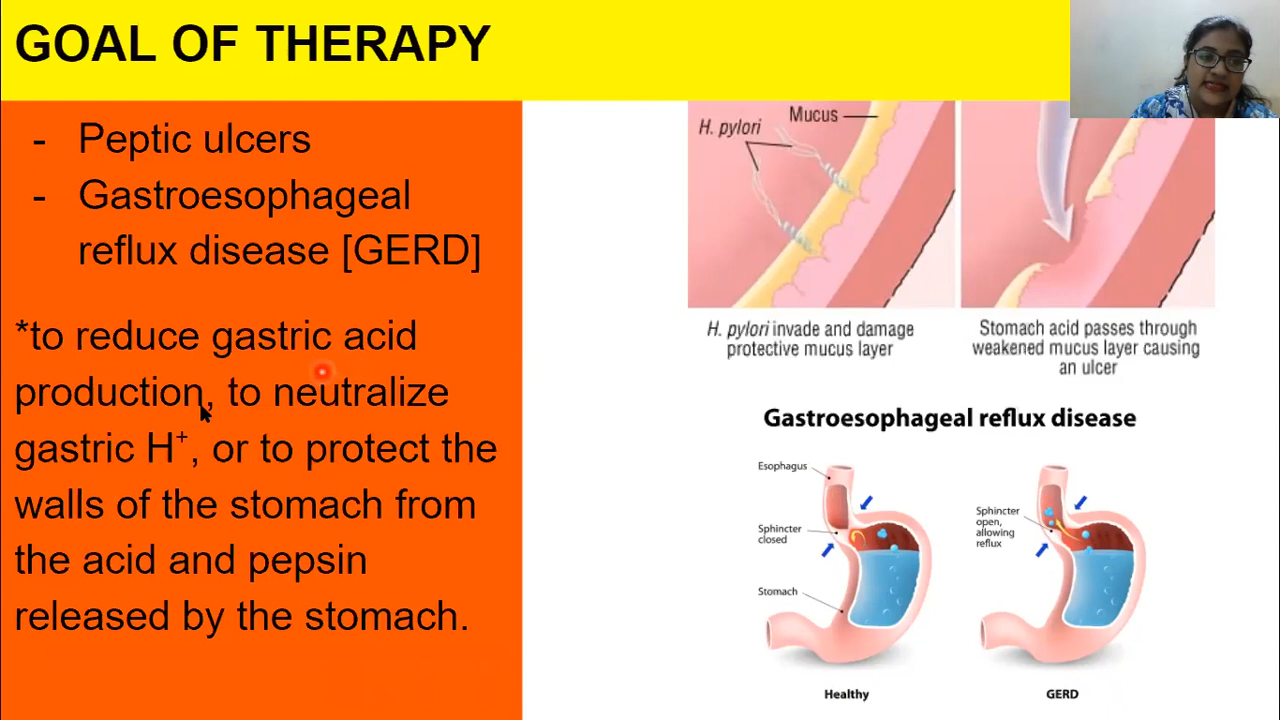 GOAL OF THERAPY
- Peptic ulcers
- Gastroesophageal
reflux disease [GERD]
*to reduce gastric acid
production, to neutralize
gastric H⁺, or to protect the
walls of the stomach from
the acid and pepsin
released by the stomach.
H. pylori
Mucus
H. pylori invade and damage
protective mucus layer
Stomach acid passes through
weakened mucus layer causing
an ulcer
Gastroesophageal reflux disease
Esophagus
Sphincter
closed
Stomach
Healthy
Sphincter
open,
allowing
reflux
GERD